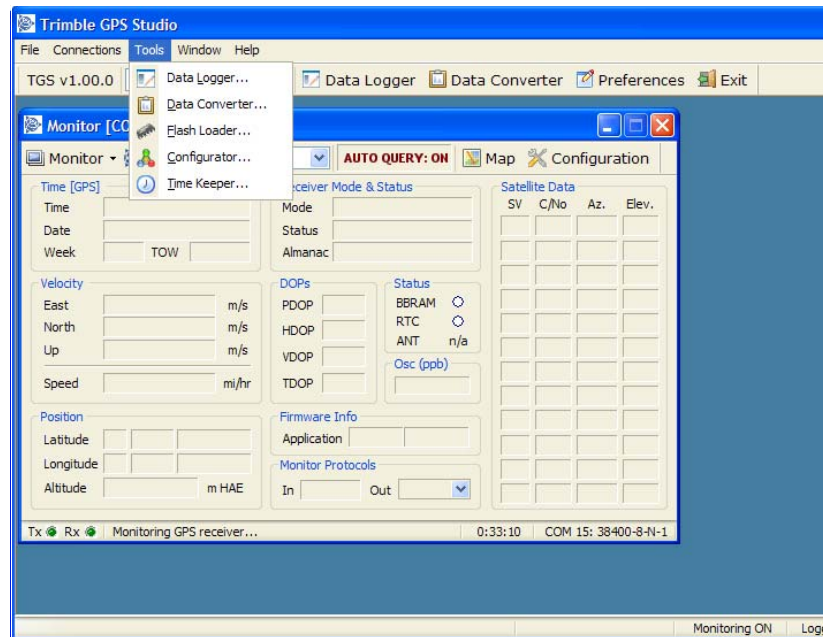 Trimble GPS Studio
File Connections Tools Window Help
TGS v1.00.0 Data Logger Data Converter Preferences Exit
Data Logger...
Data Converter...
Flash Loader...
Configurator...
Time Keeper...
Monitor [CO
Monitor AUTO QUERY: ON Map Configuration
Time [GPS]
Time
Date
Week TOW
Receiver Mode & Status
Mode
Status
Almanac
Satellite Data
SV C/No Az. Elev.
Velocity
East m/s
North m/s
Up m/s
Speed mi/hr
DOPs
PDOP
HDOP
VDOP
TDOP
Status
BBRAM
RTC
ANT n/a
Osc (ppb)
Position
Latitude
Longitude
Altitude m HAE
Firmware Info
Application
Monitor Protocols
In Out
Tx Rx Monitoring GPS receiver... 0:33:10 COM 15: 38400-8-N-1
Monitoring ON Logg